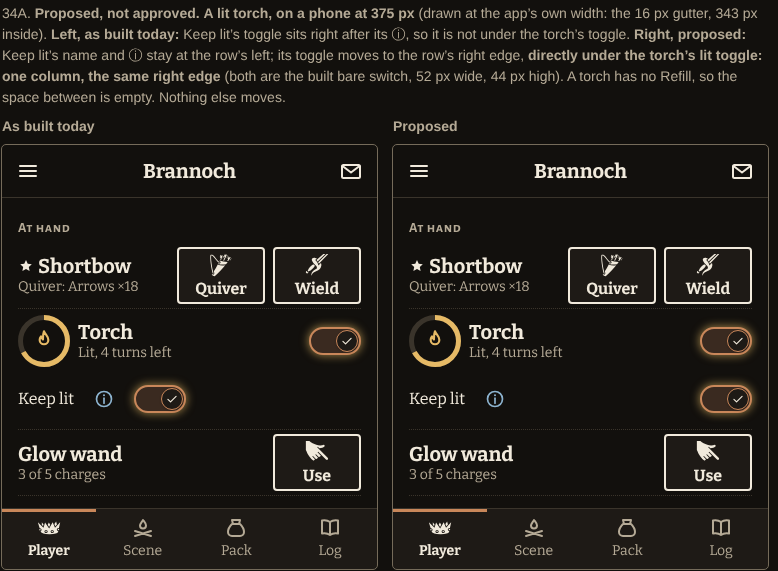 34A. Proposed, not approved. A lit torch, on a phone at 375 px (drawn at the app's own width: the 16 px gutter, 343 px
inside). Left, as built today: Keep lit's toggle sits right after its ⓘ, so it is not under the torch's toggle. Right, proposed:
Keep lit's name and ⓘ stay at the row's left; its toggle moves to the row's right edge, directly under the torch's lit toggle:
one column, the same right edge (both are the built bare switch, 52 px wide, 44 px high). A torch has no Refill, so the
space between is empty. Nothing else moves.
As built today
Brannoch
AT HAND
Shortbow
Quiver: Arrows ×18
Quiver
Wield
Torch
Lit, 4 turns left
Keep lit ⓘ
Glow wand
3 of 5 charges
Use
Player
Scene
Pack
Log
Proposed
Brannoch
AT HAND
Shortbow
Quiver: Arrows ×18
Quiver
Wield
Torch
Lit, 4 turns left
Keep lit ⓘ
Glow wand
3 of 5 charges
Use
Player
Scene
Pack
Log